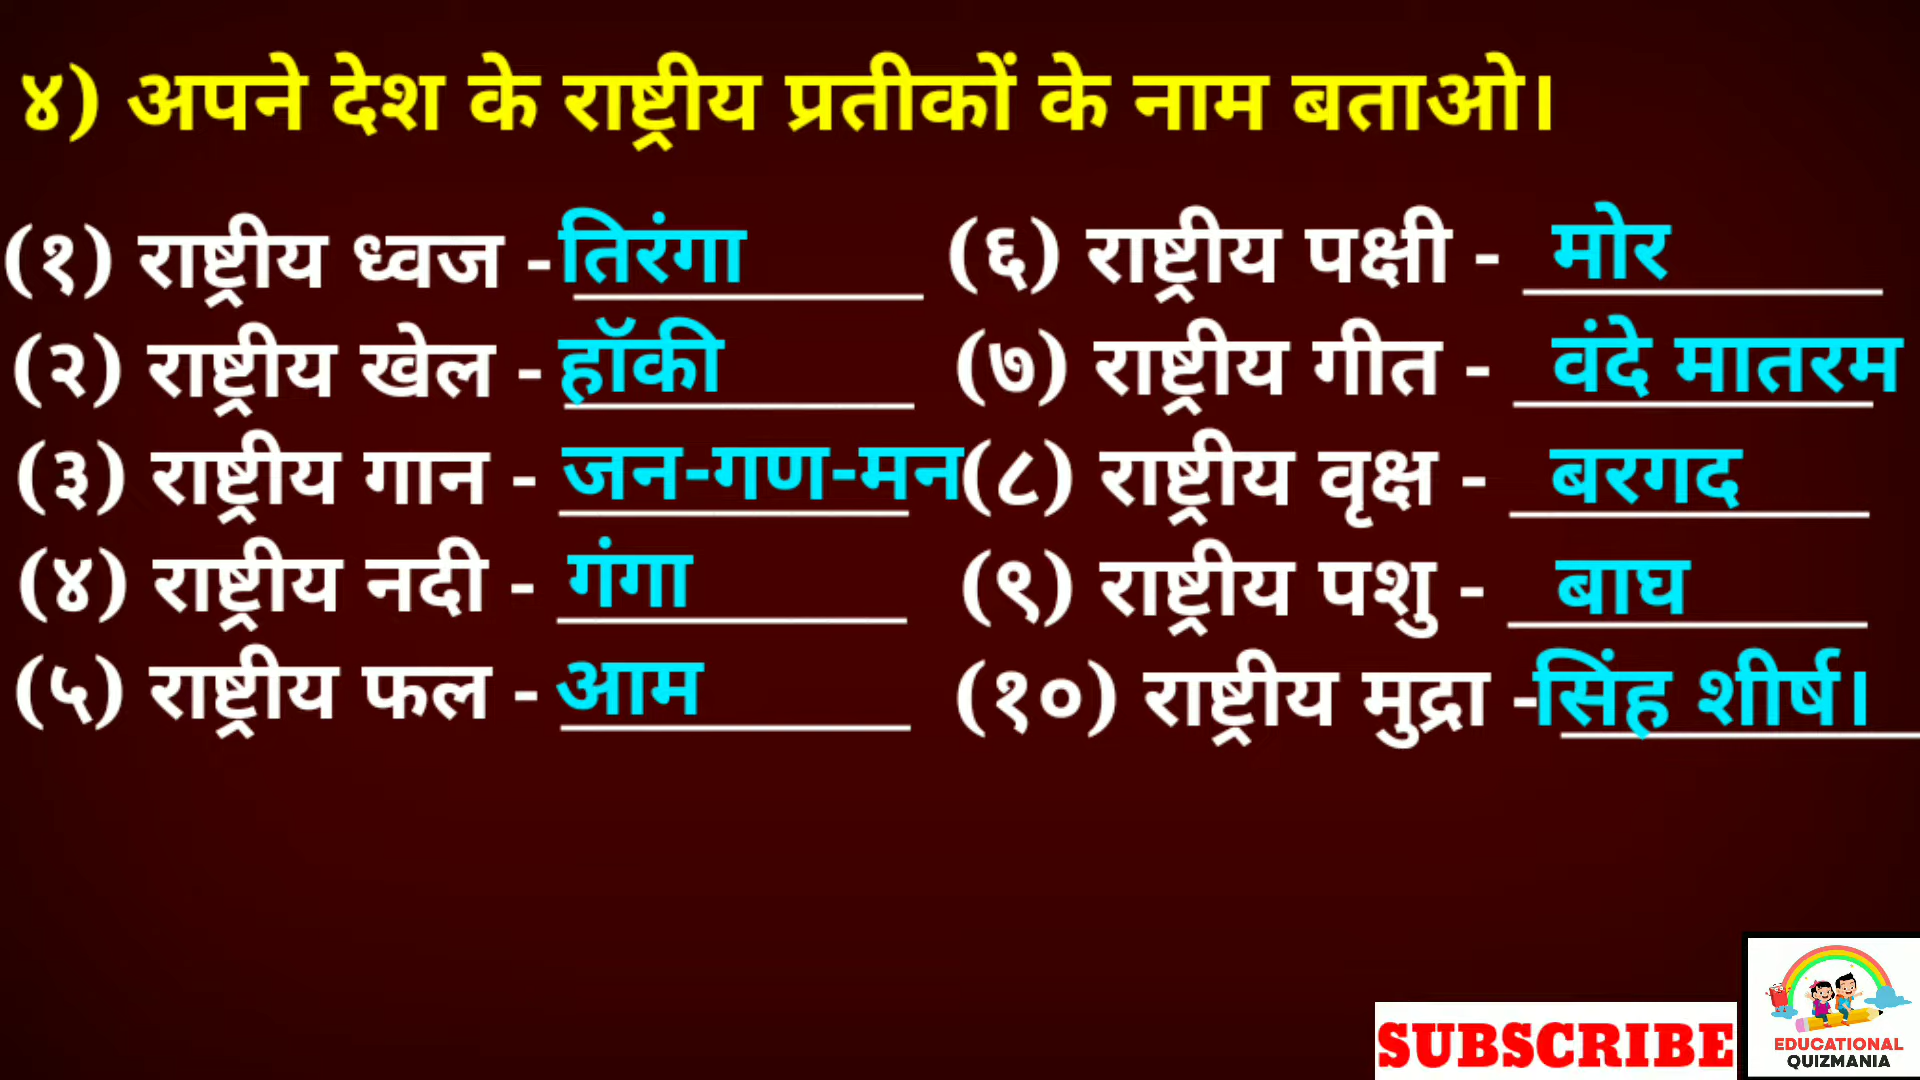 ४) अपने देश के राष्ट्रीय प्रतीकों के नाम बताओ।
(१) राष्ट्रीय ध्वज - तिरंगा
(२) राष्ट्रीय खेल - हॉकी
(३) राष्ट्रीय गान - जन-गण-मन
(४) राष्ट्रीय नदी - गंगा
(५) राष्ट्रीय फल - आम
(६) राष्ट्रीय पक्षी - मोर
(७) राष्ट्रीय गीत - वंदे मातरम
(८) राष्ट्रीय वृक्ष - बरगद
(९) राष्ट्रीय पशु - बाघ
(१०) राष्ट्रीय मुद्रा - सिंह शीर्ष।
SUBSCRIBE
EDUCATIONAL
QUIZMANIA